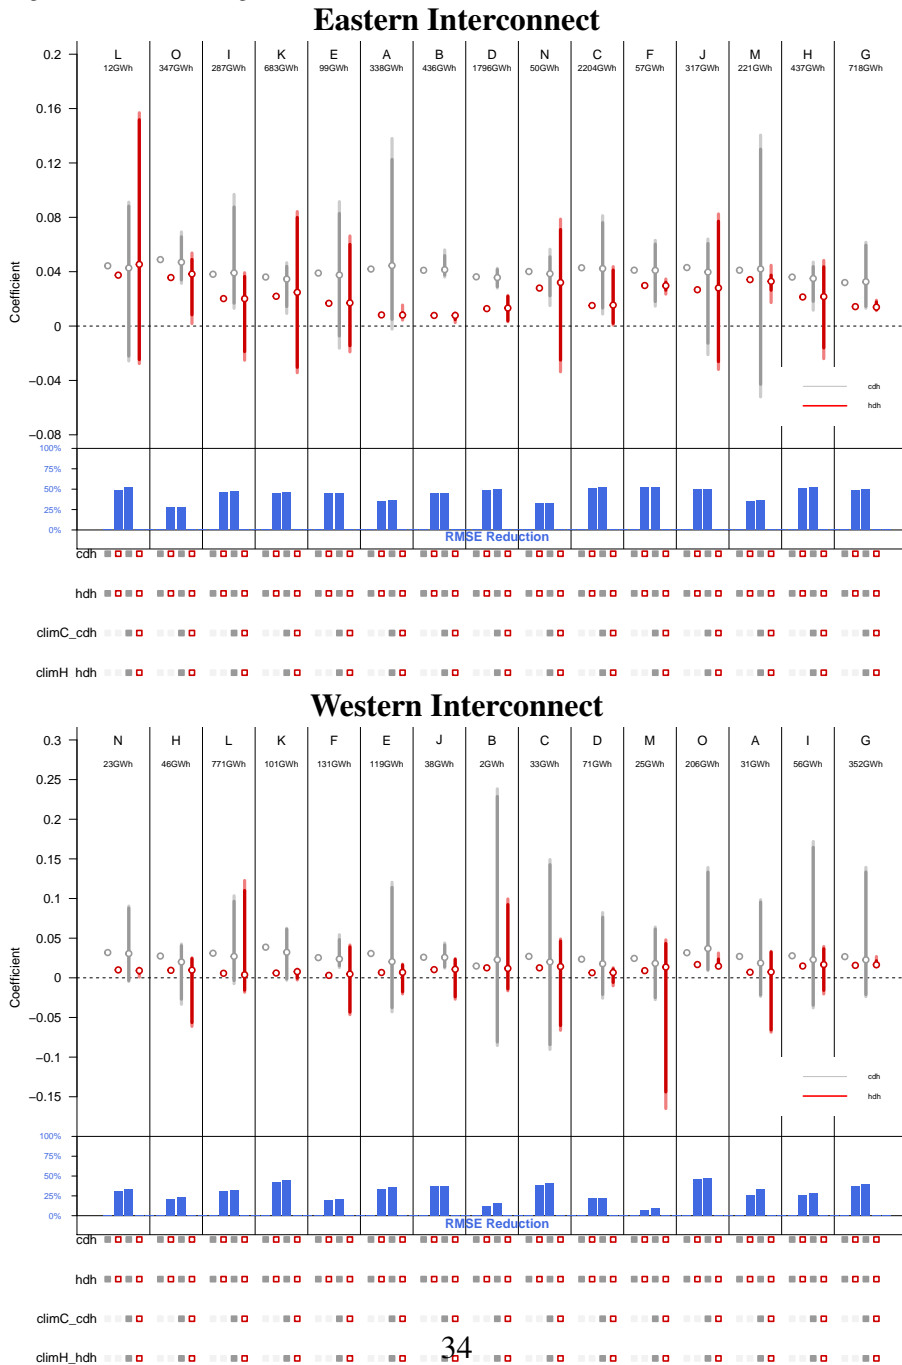 Eastern Interconnect
L O I K E A B D N C F J M H G
12GWh 347GWh 287GWh 683GWh 99GWh 338GWh 436GWh 1796GWh 50GWh 2204GWh 57GWh 317GWh 221GWh 437GWh 718GWh
0.2
0.16
0.12
0.08
0.04
0
−0.04
−0.08
Coefficient
cdh
hdh
100%
75%
50%
25%
0%
RMSE Reduction
cdh
hdh
climC_cdh
climH_hdh
Western Interconnect
N H L K F E J B C D M O A I G
23GWh 46GWh 771GWh 101GWh 131GWh 119GWh 38GWh 2GWh 33GWh 71GWh 25GWh 206GWh 31GWh 56GWh 352GWh
0.3
0.25
0.2
0.15
0.1
0.05
0
−0.05
−0.1
−0.15
Coefficient
cdh
hdh
100%
75%
50%
25%
0%
RMSE Reduction
cdh
hdh
climC_cdh
climH_hdh
34